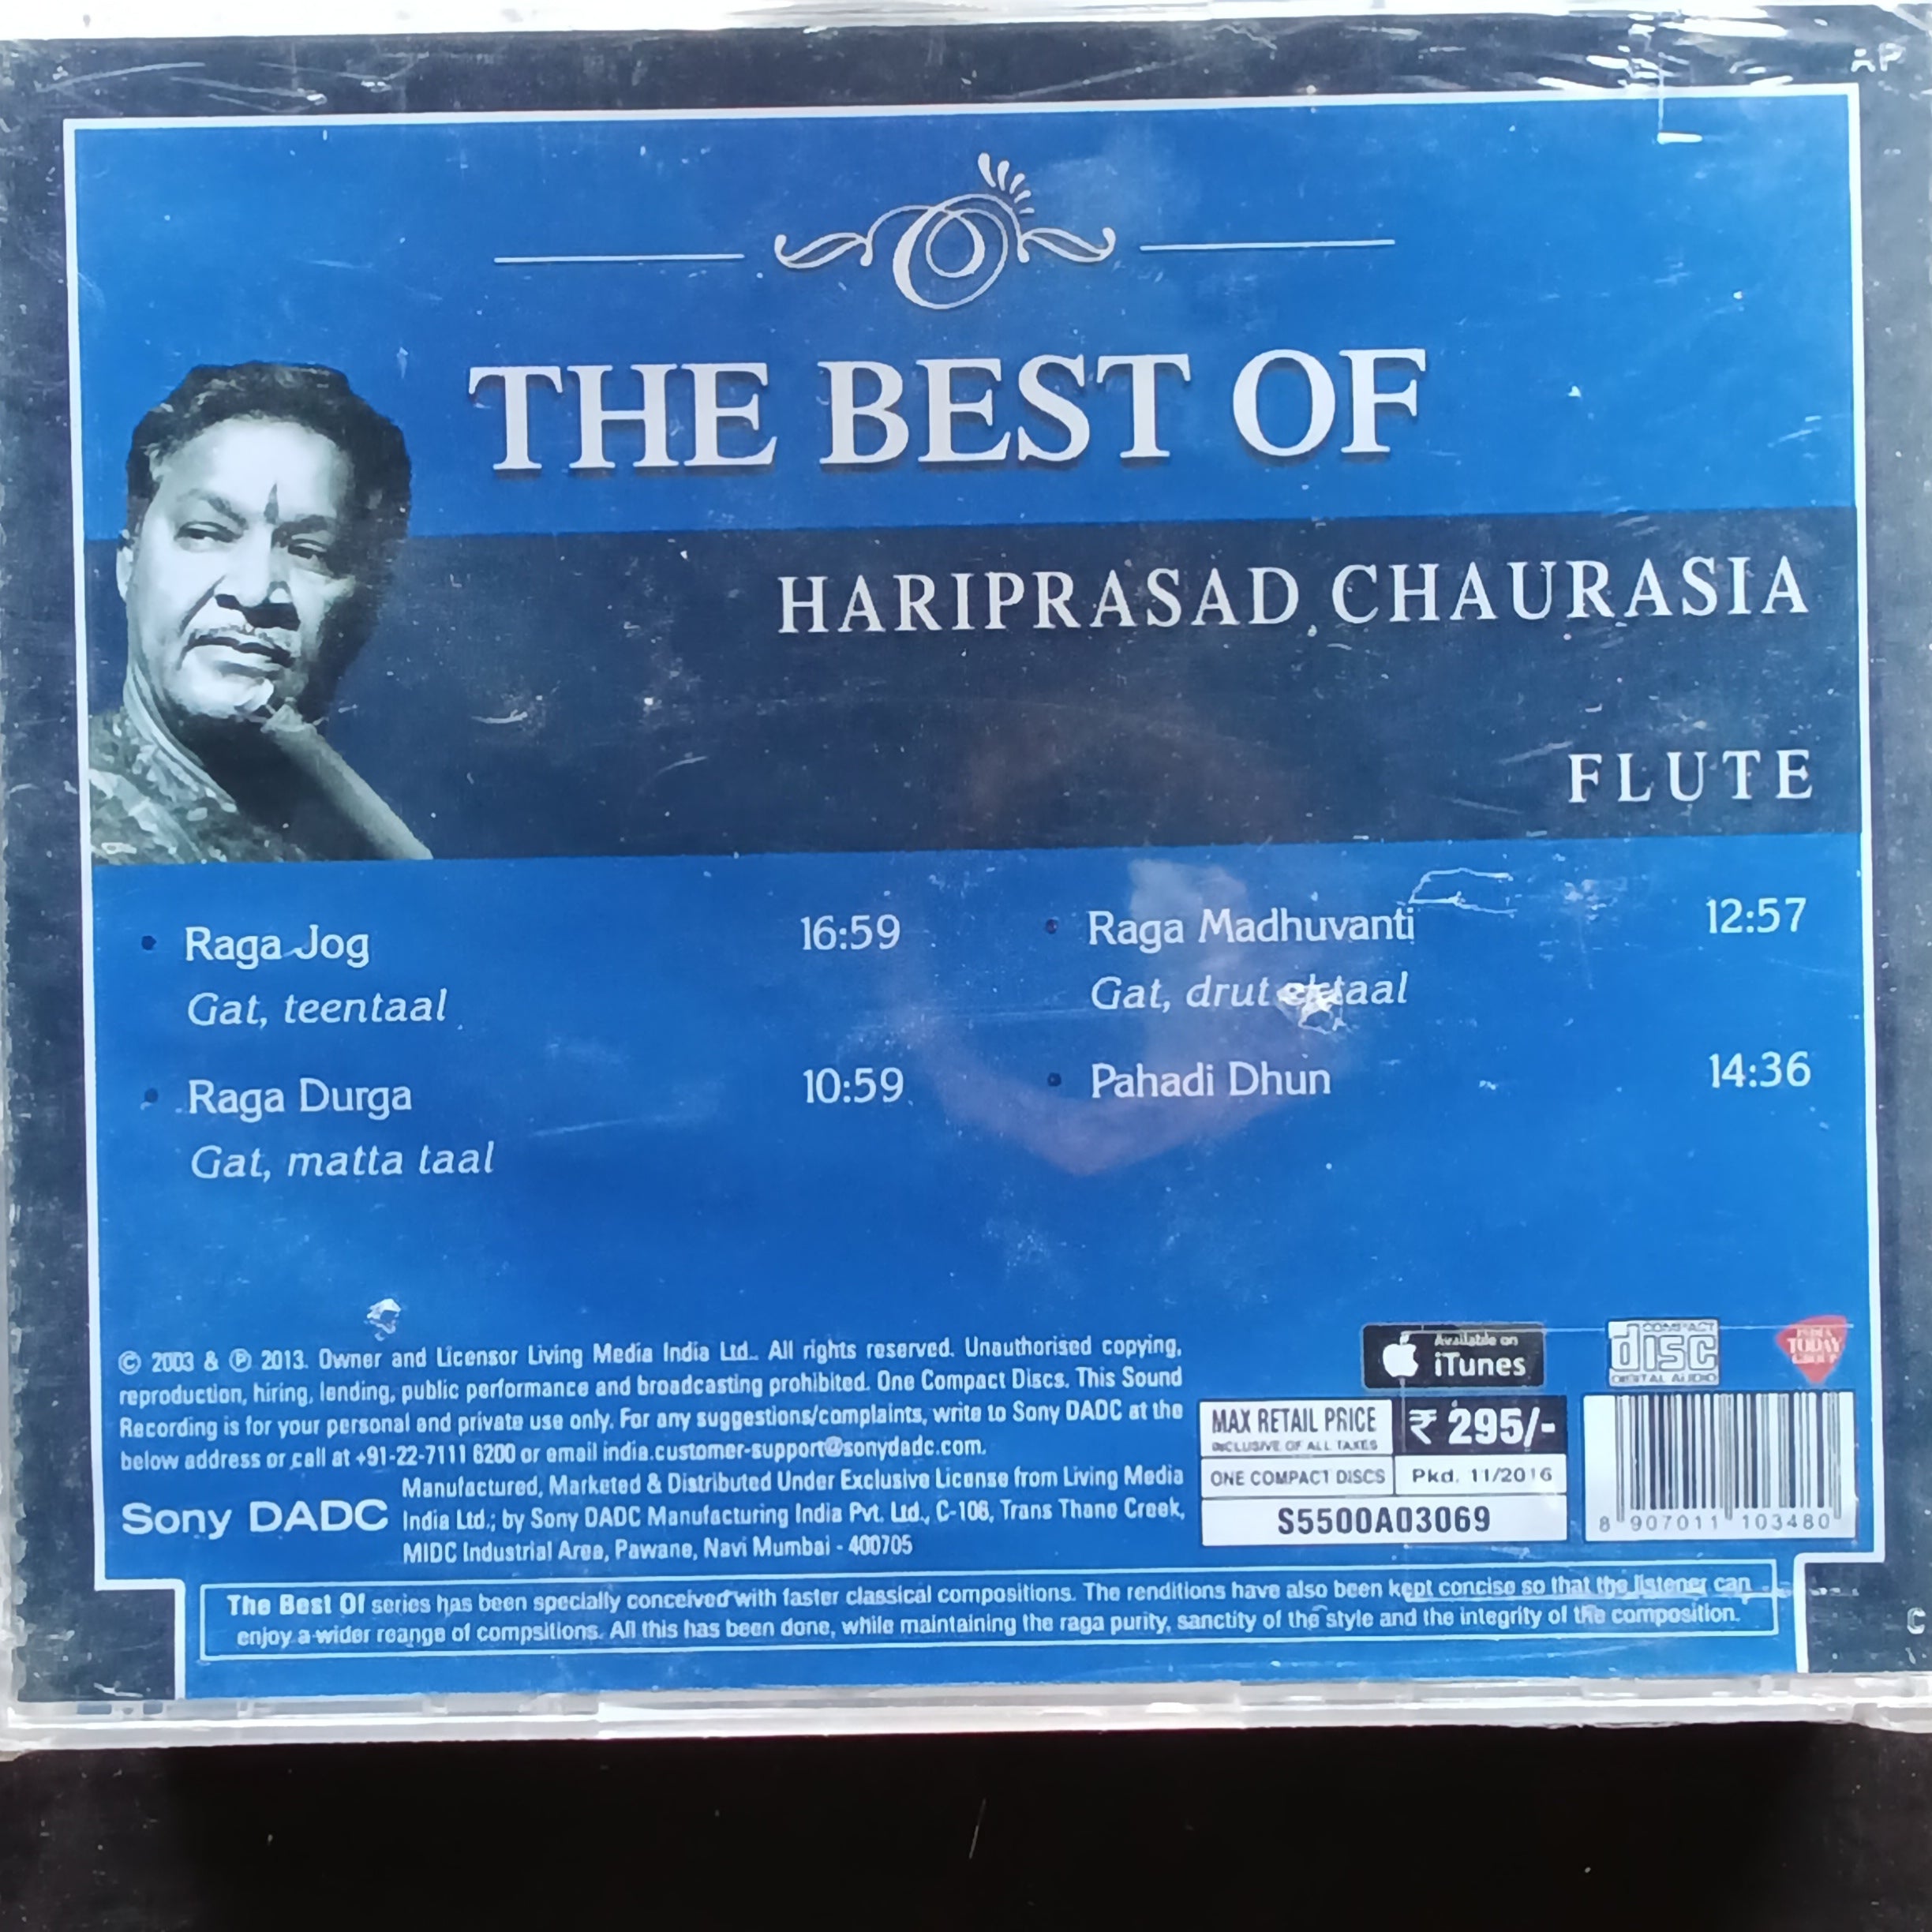 AP
THE BEST OF
HARIPRASAD CHAURASIA
FLUTE
Raga Jog 16:59
Gat, teentaal
Raga Durga 10:59
Gat, matta taal
Raga Madhuvanti 12:57
Gat, drut ektaal
Pahadi Dhun 14:36
© 2003 & ℗ 2013. Owner and Licensor Living Media India Ltd.. All rights reserved. Unauthorised copying,
reproduction, hiring, lending, public performance and broadcasting prohibited. One Compact Discs. This Sound
Recording is for your personal and private use only. For any suggestions/complaints, write to Sony DADC at the
below address or call at +91-22-7111 6200 or email india.customer-support@sonydadc.com.
Sony DADC
Manufactured, Marketed & Distributed Under Exclusive License from Living Media
India Ltd.; by Sony DADC Manufacturing India Pvt. Ltd., C-106, Trans Thane Creek,
MIDC Industrial Area, Pawane, Navi Mumbai - 400705
Available on
iTunes
COMPACT
disc
DIGITAL AUDIO
INDIA
TODAY
GROUP
MAX RETAIL PRICE ₹ 295/-
INCLUSIVE OF ALL TAXES
ONE COMPACT DISCS Pkd. 11/2016
S5500A03069
8 907011 103480
The Best Of series has been specially conceived with faster classical compositions. The renditions have also been kept concise so that the listener can
enjoy a wider reange of compsitions. All this has been done, while maintaining the raga purity, sanctity of the style and the integrity of the composition.
C